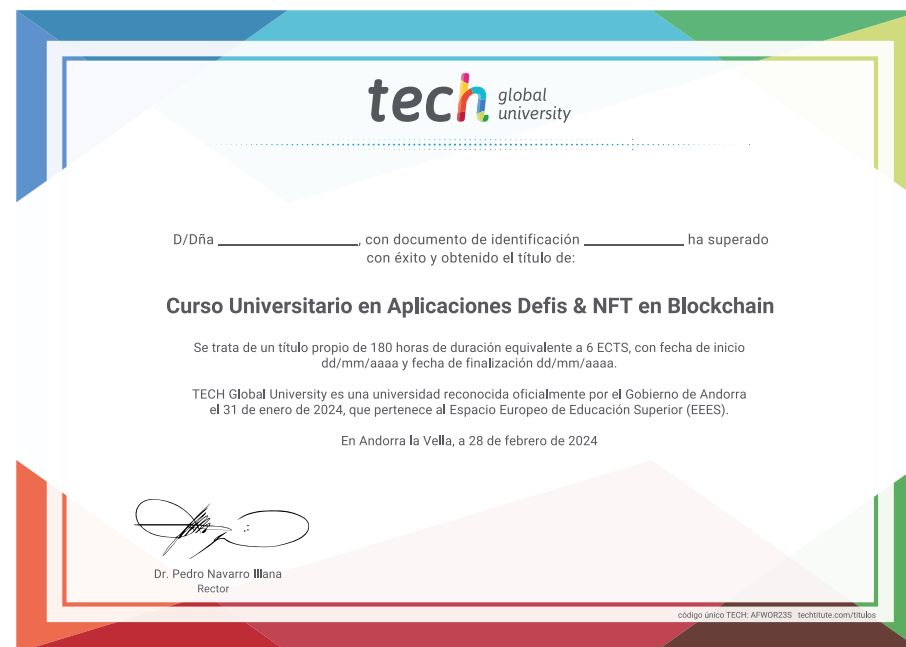 tech global university
D/Dña ______________, con documento de identificación __________ ha superado
con éxito y obtenido el título de:
Curso Universitario en Aplicaciones Defis & NFT en Blockchain
Se trata de un título propio de 180 horas de duración equivalente a 6 ECTS, con fecha de inicio
dd/mm/aaaa y fecha de finalización dd/mm/aaaa.
TECH Global University es una universidad reconocida oficialmente por el Gobierno de Andorra
el 31 de enero de 2024, que pertenece al Espacio Europeo de Educación Superior (EEES).
En Andorra la Vella, a 28 de febrero de 2024
Dr. Pedro Navarro Illana
Rector
código único TECH: AFWOR23S techtitute.com/titulos